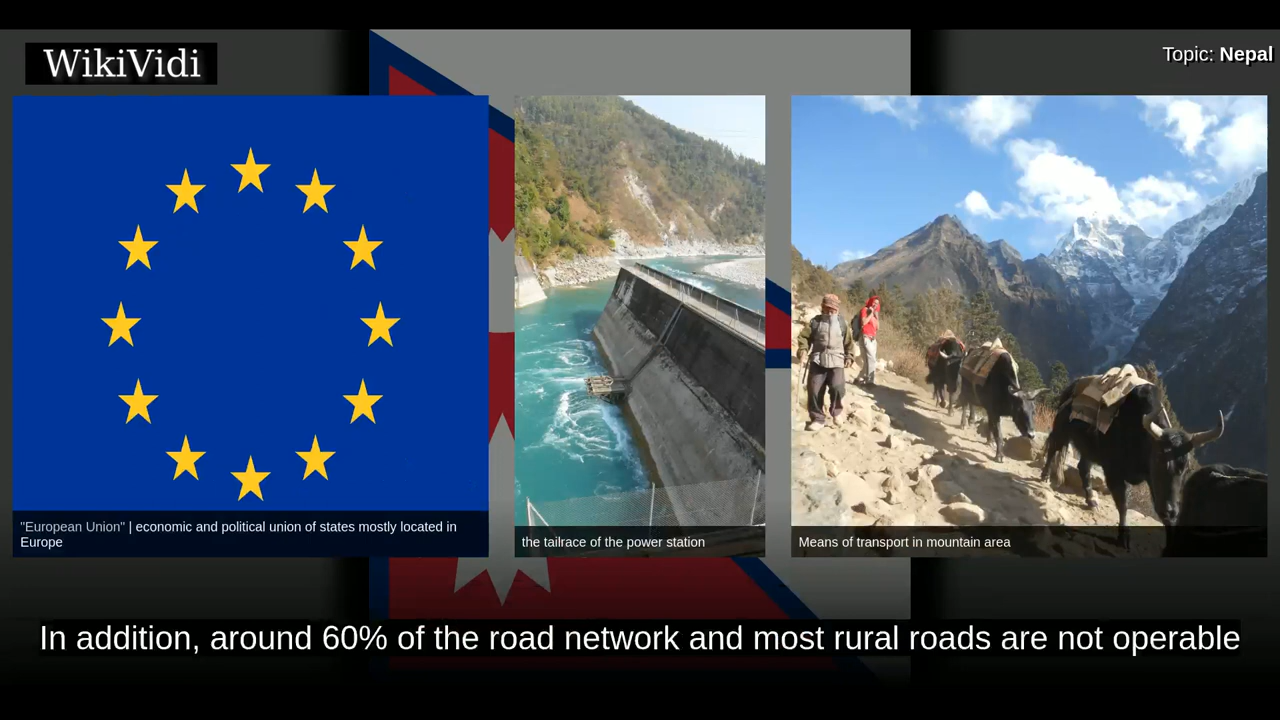 WikiVidi
Topic: Nepal
"European Union" | economic and political union of states mostly located in
Europe
the tailrace of the power station
Means of transport in mountain area
In addition, around 60% of the road network and most rural roads are not operable